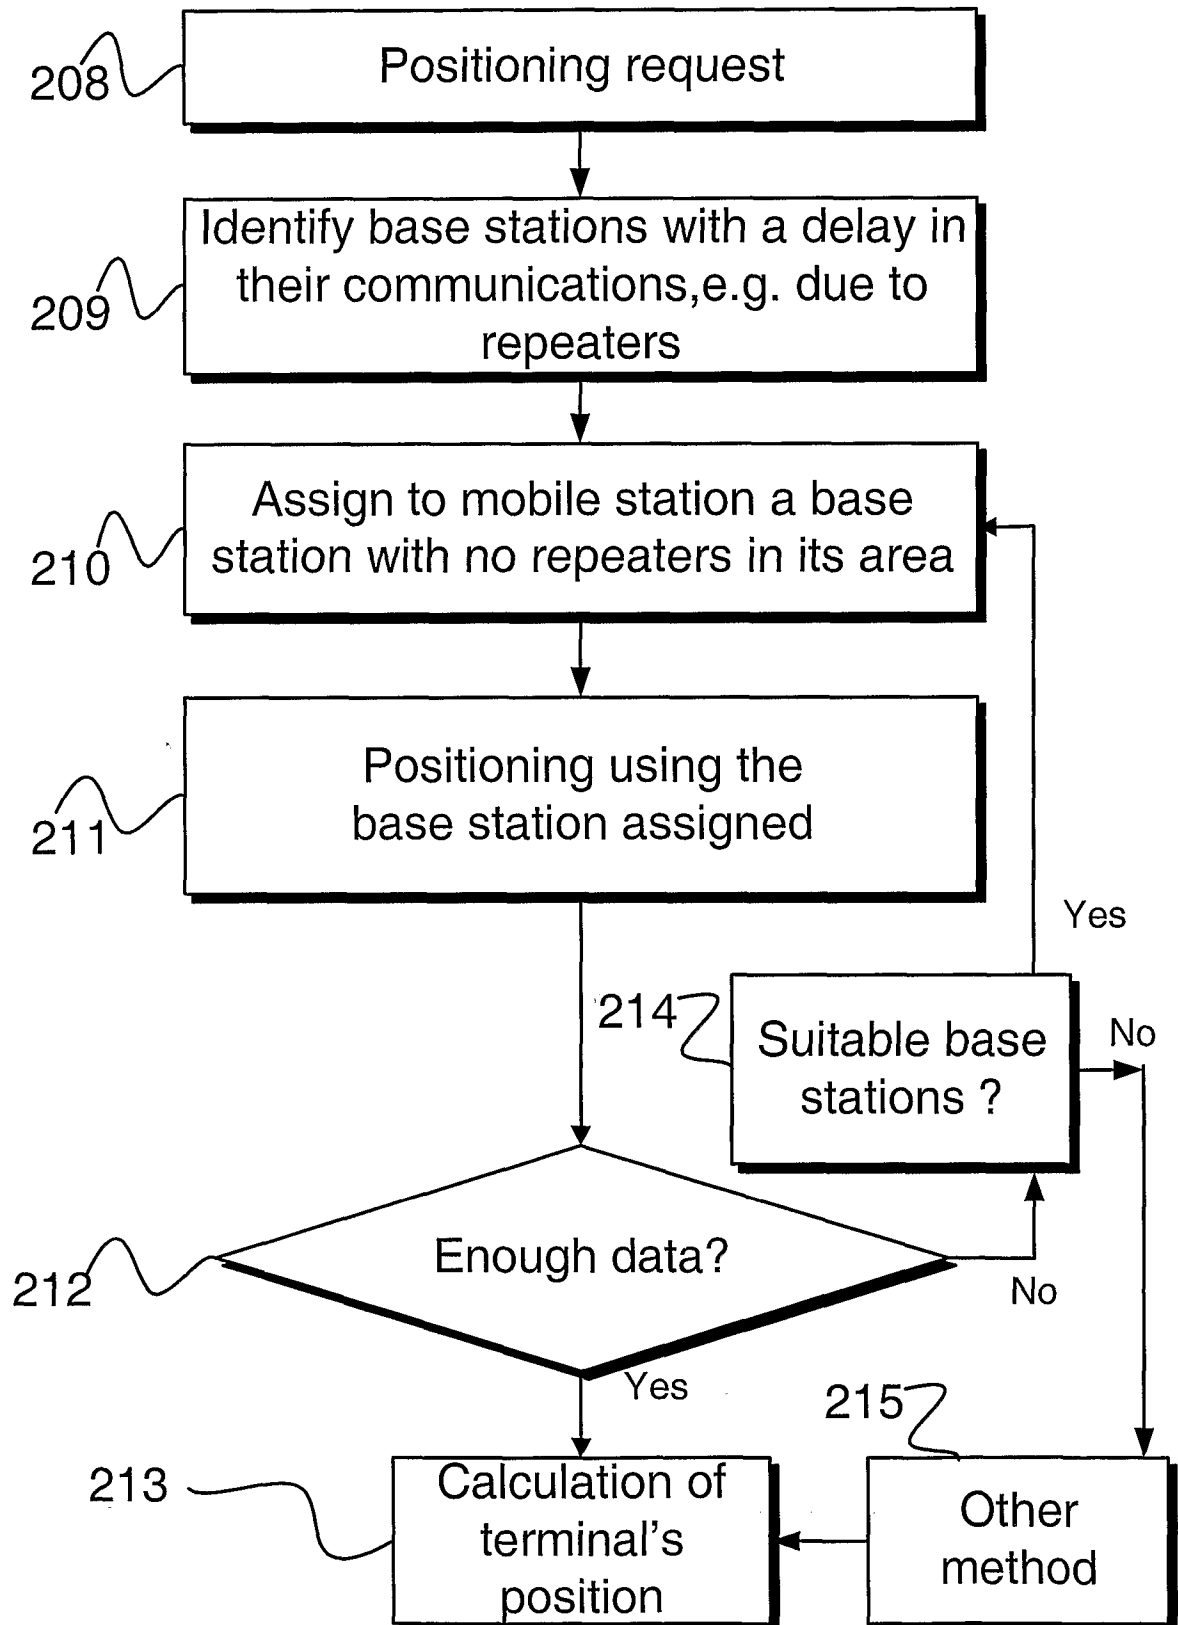 208
Positioning request
209
Identify base stations with a delay in
their communications,e.g. due to
repeaters
210
Assign to mobile station a base
station with no repeaters in its area
211
Positioning using the
base station assigned
Yes
214
Suitable base
stations ?
No
212
Enough data?
No
Yes
215
213
Calculation of
terminal's
position
Other
method